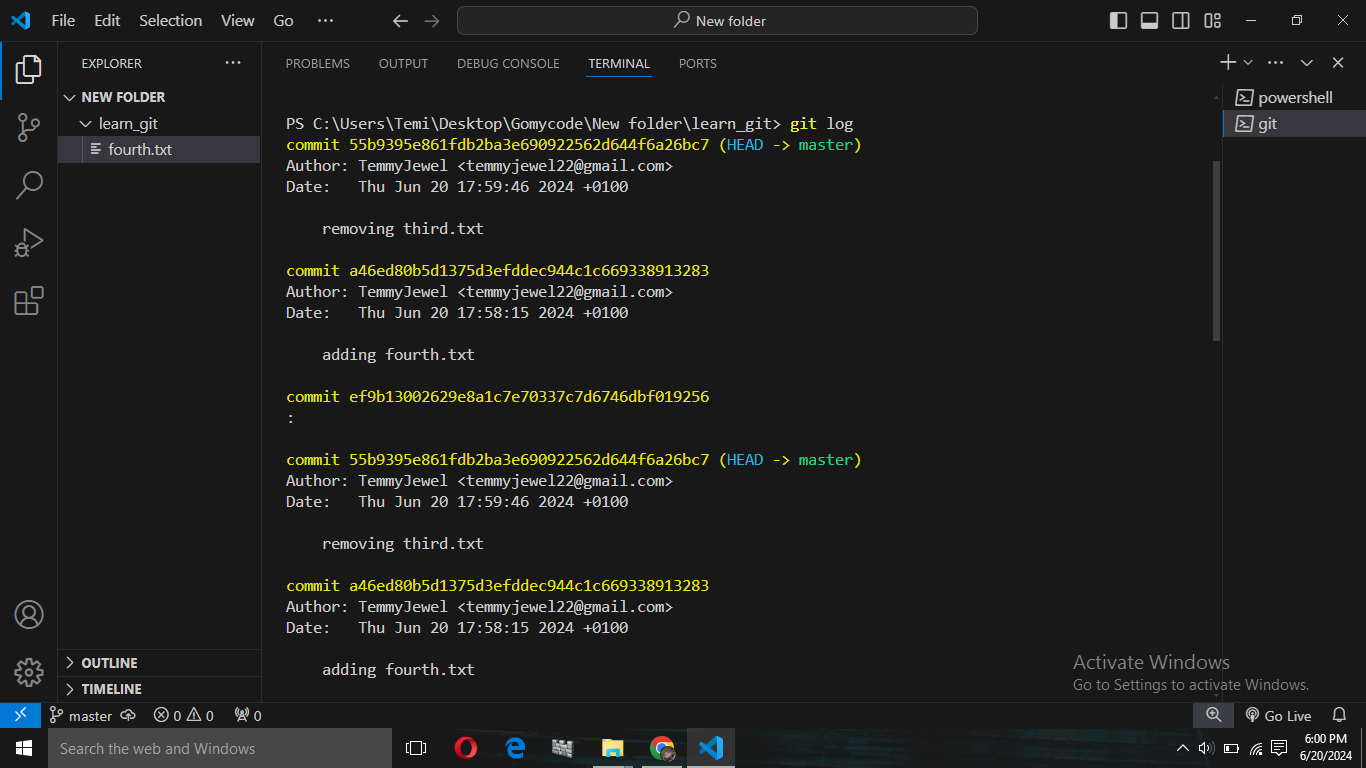 File Edit Selection View Go ...
New folder
EXPLORER
NEW FOLDER
learn_git
fourth.txt
OUTLINE
TIMELINE
PROBLEMS OUTPUT DEBUG CONSOLE TERMINAL PORTS
powershell
git
PS C:\Users\Temi\Desktop\Gomycode\New folder\learn_git> git log
commit 55b9395e861fdb2ba3e690922562d644f6a26bc7 (HEAD -> master)
Author: TemmyJewel <temmyjewel22@gmail.com>
Date:   Thu Jun 20 17:59:46 2024 +0100
removing third.txt
commit a46ed80b5d1375d3efddec944c1c669338913283
Author: TemmyJewel <temmyjewel22@gmail.com>
Date:   Thu Jun 20 17:58:15 2024 +0100
adding fourth.txt
commit ef9b13002629e8a1c7e70337c7d6746dbf019256
:
commit 55b9395e861fdb2ba3e690922562d644f6a26bc7 (HEAD -> master)
Author: TemmyJewel <temmyjewel22@gmail.com>
Date:   Thu Jun 20 17:59:46 2024 +0100
removing third.txt
commit a46ed80b5d1375d3efddec944c1c669338913283
Author: TemmyJewel <temmyjewel22@gmail.com>
Date:   Thu Jun 20 17:58:15 2024 +0100
adding fourth.txt
Activate Windows
Go to Settings to activate Windows.
master 0 0 0
Go Live
Search the web and Windows
6:00 PM
6/20/2024